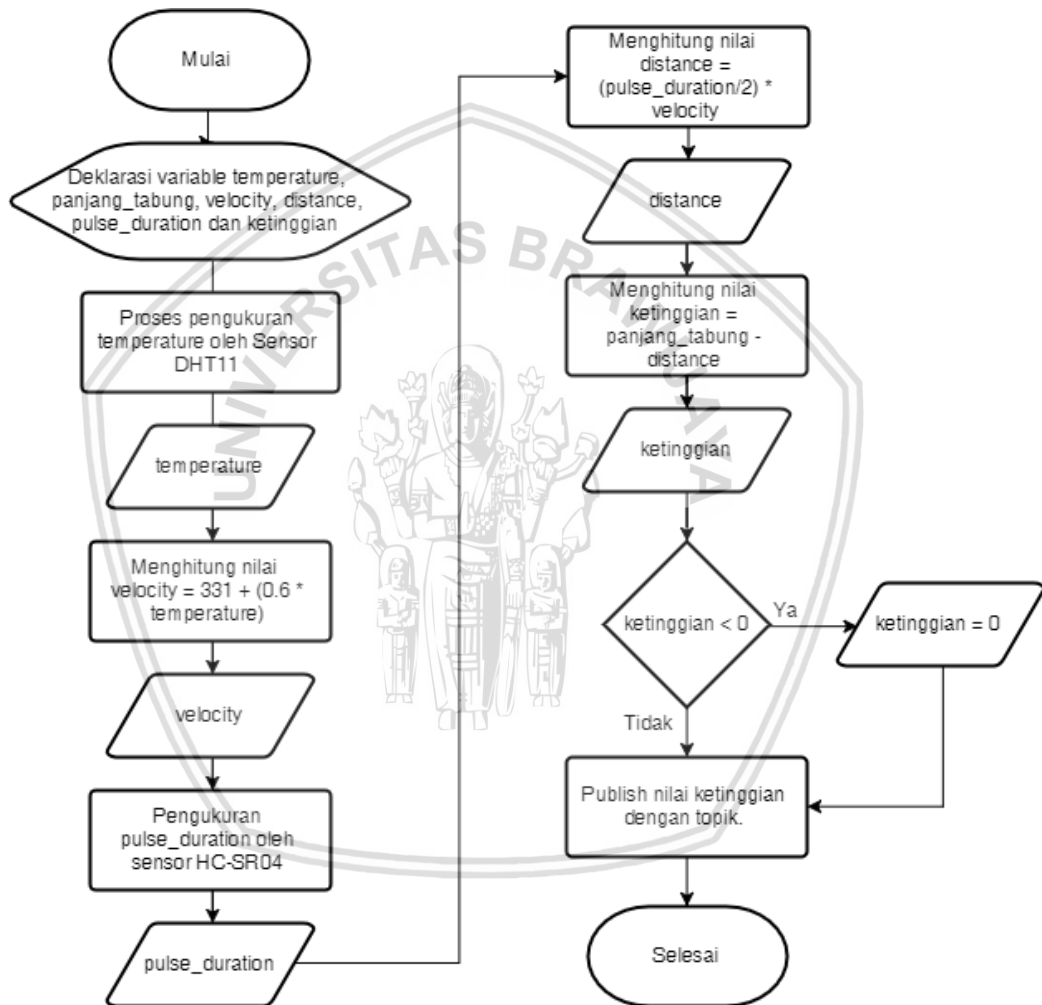 Mulai
Deklarasi variable temperature,
panjang_tabung, velocity, distance,
pulse_duration dan ketinggian
Proses pengukuran
temperature oleh Sensor
DHT11
temperature
Menghitung nilai
velocity = 331 + (0.6 *
temperature)
velocity
Pengukuran
pulse_duration oleh
sensor HC-SR04
pulse_duration
Menghitung nilai
distance =
(pulse_duration/2) *
velocity
distance
Menghitung nilai
ketinggian =
panjang_tabung -
distance
ketinggian
ketinggian < 0
Ya
ketinggian = 0
Tidak
Publish nilai ketinggian
dengan topik.
Selesai
UNIVERSITAS BRAWIJAYA